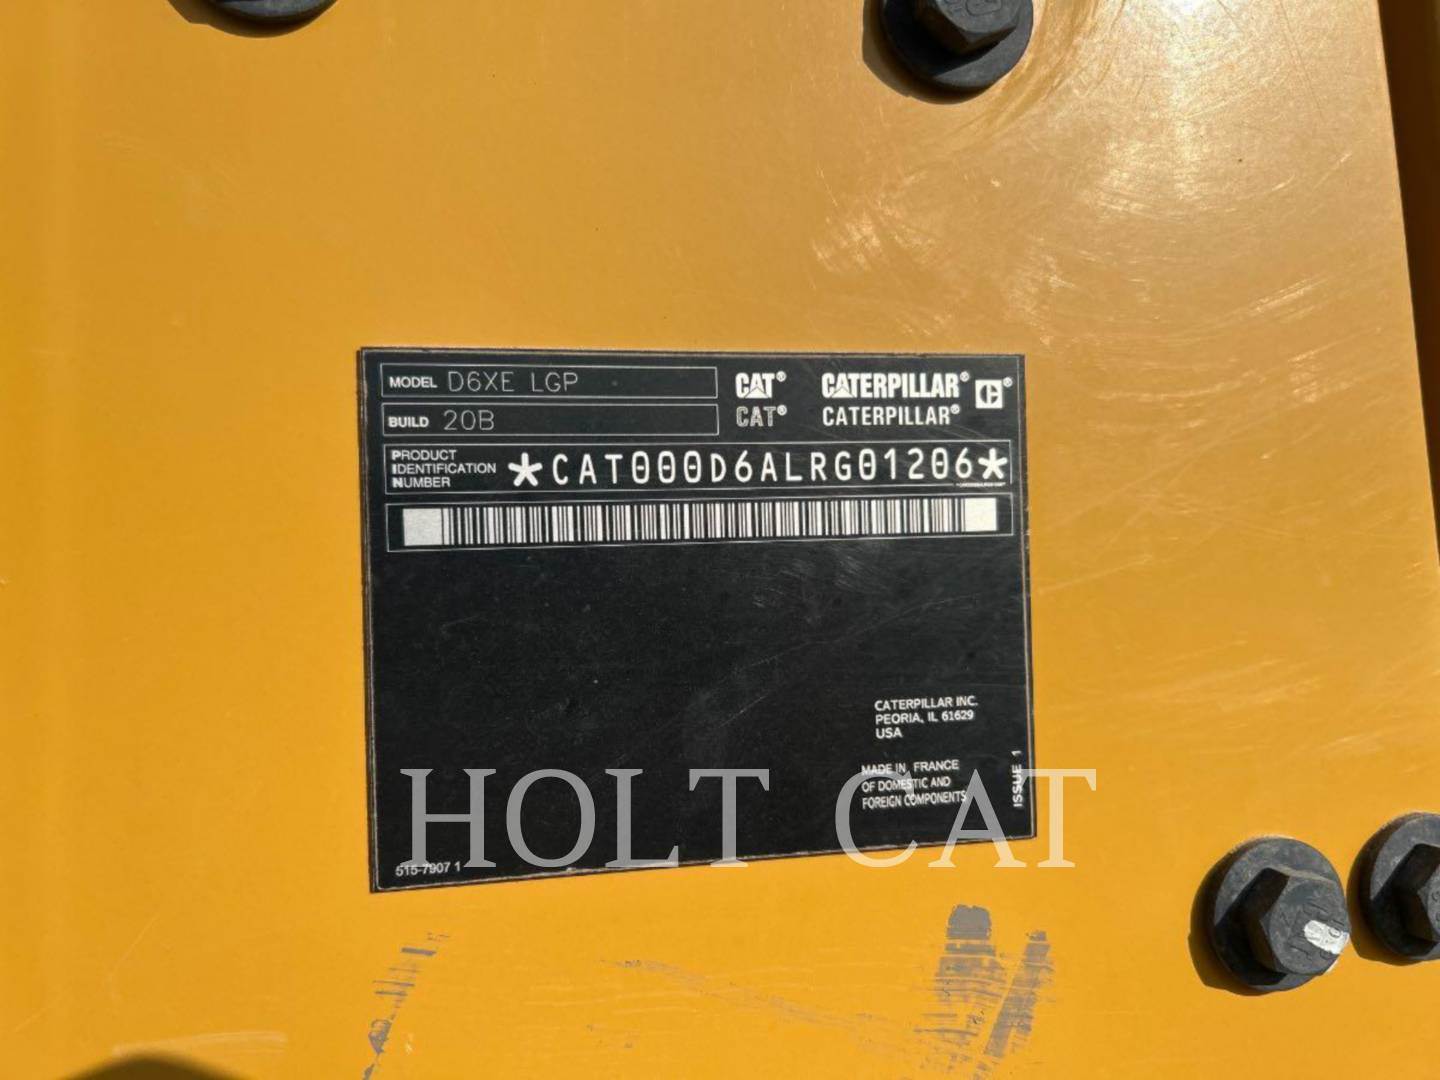 MODEL D6XE LGP
CAT® CATERPILLAR® C®
BUILD 20B
CAT® CATERPILLAR®
PRODUCT
IDENTIFICATION
NUMBER
*CAT000D6ALRG01206*
CATERPILLAR INC.
PEORIA, IL 61629
USA
MADE IN FRANCE
OF DOMESTIC AND
FOREIGN COMPONENTS
ISSUE 1
515-7907 1
HOLT CAT